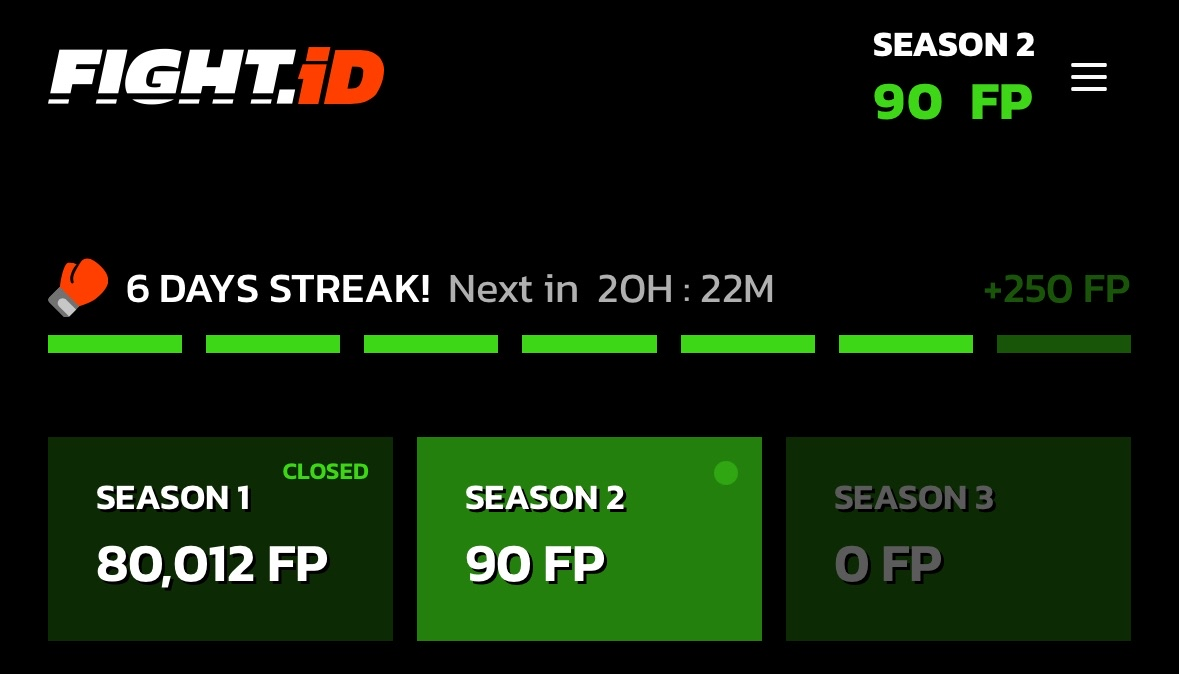 FIGHT.iD
SEASON 2
90 FP
6 DAYS STREAK! Next in 20H : 22M
+250 FP
CLOSED
SEASON 1
80,012 FP
SEASON 2
90 FP
SEASON 3
0 FP